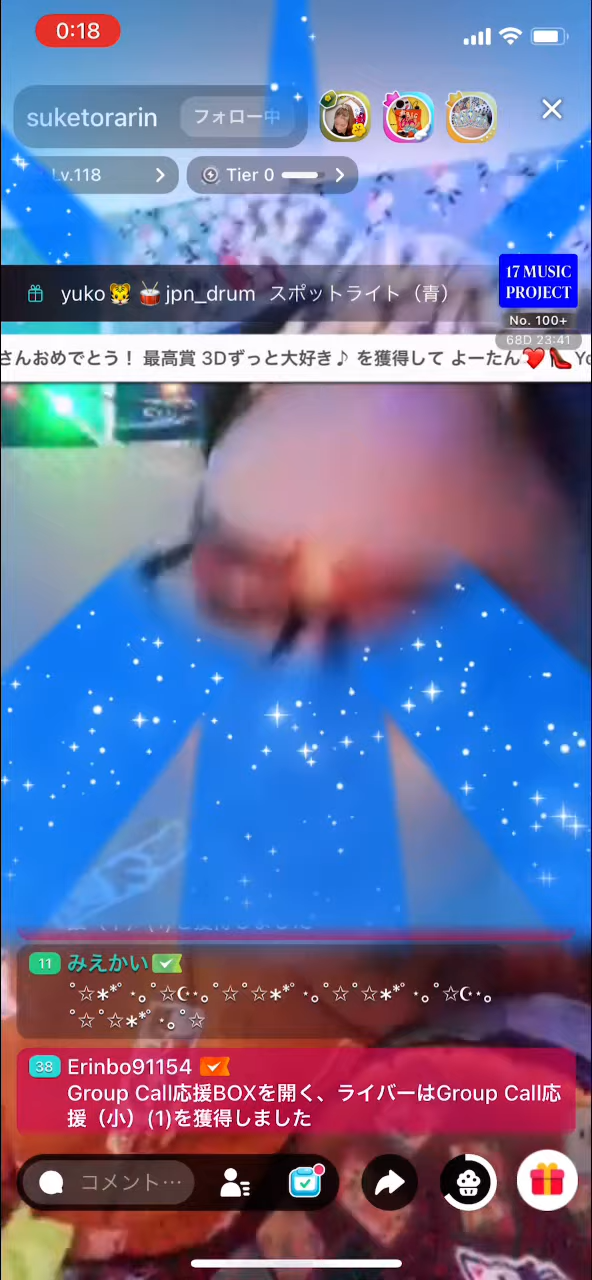 0:18
suketorarin
フォロー中
Lv.118
Tier 0
yuko🐯 🥁jpn_drum スポットライト（青）
17 MUSIC
PROJECT
No. 100+
68D 23:41
さんおめでとう！ 最高賞 3Dずっと大好き♪ を獲得して よーたん❤️👠Yo
11 みえかい
ﾟ☆∗*ﾟ ⋆｡ﾟ☆☪︎⋆｡ﾟ☆ﾟ☆∗*ﾟ ⋆｡ﾟ☆ﾟ☆∗*ﾟ ⋆｡ﾟ☆☪︎⋆｡
ﾟ☆ﾟ☆∗*ﾟ ⋆｡ﾟ☆
38 Erinbo91154
Group Call応援BOXを開く、ライバーはGroup Call応
援（小）(1)を獲得しました
コメント…